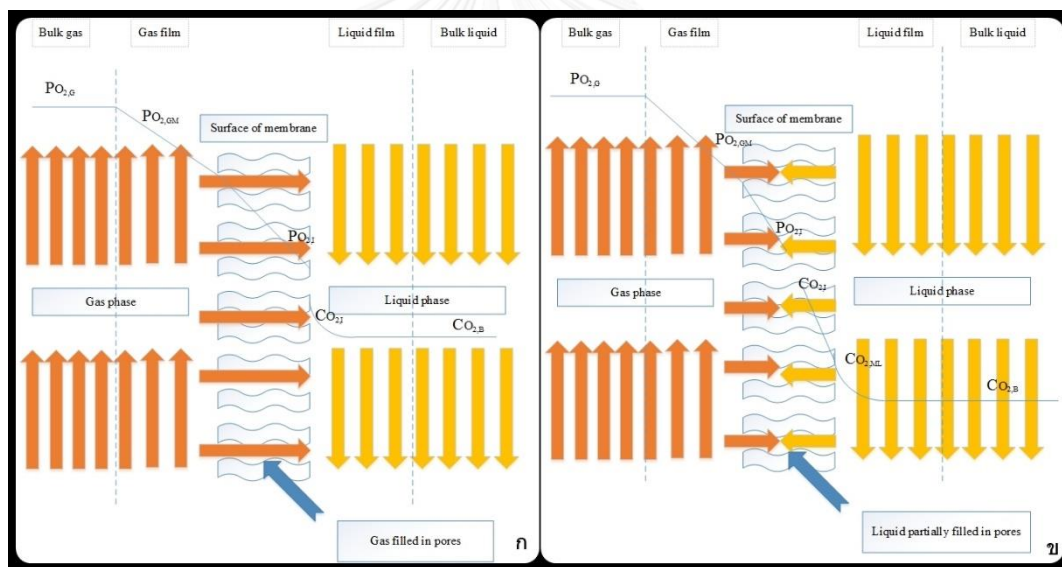 Bulk gas
Gas film
Liquid film
Bulk liquid
PO2,G
PO2,GM
Surface of membrane
PO2,I
Gas phase
Liquid phase
CO2,I
CO2,B
Gas filled in pores
ก
Bulk gas
Gas film
Liquid film
Bulk liquid
PO2,G
Surface of membrane
PO2,GM
PO2,I
Gas phase
Liquid phase
CO2,I
CO2,ML
CO2,B
Liquid partially filled in pores
ข